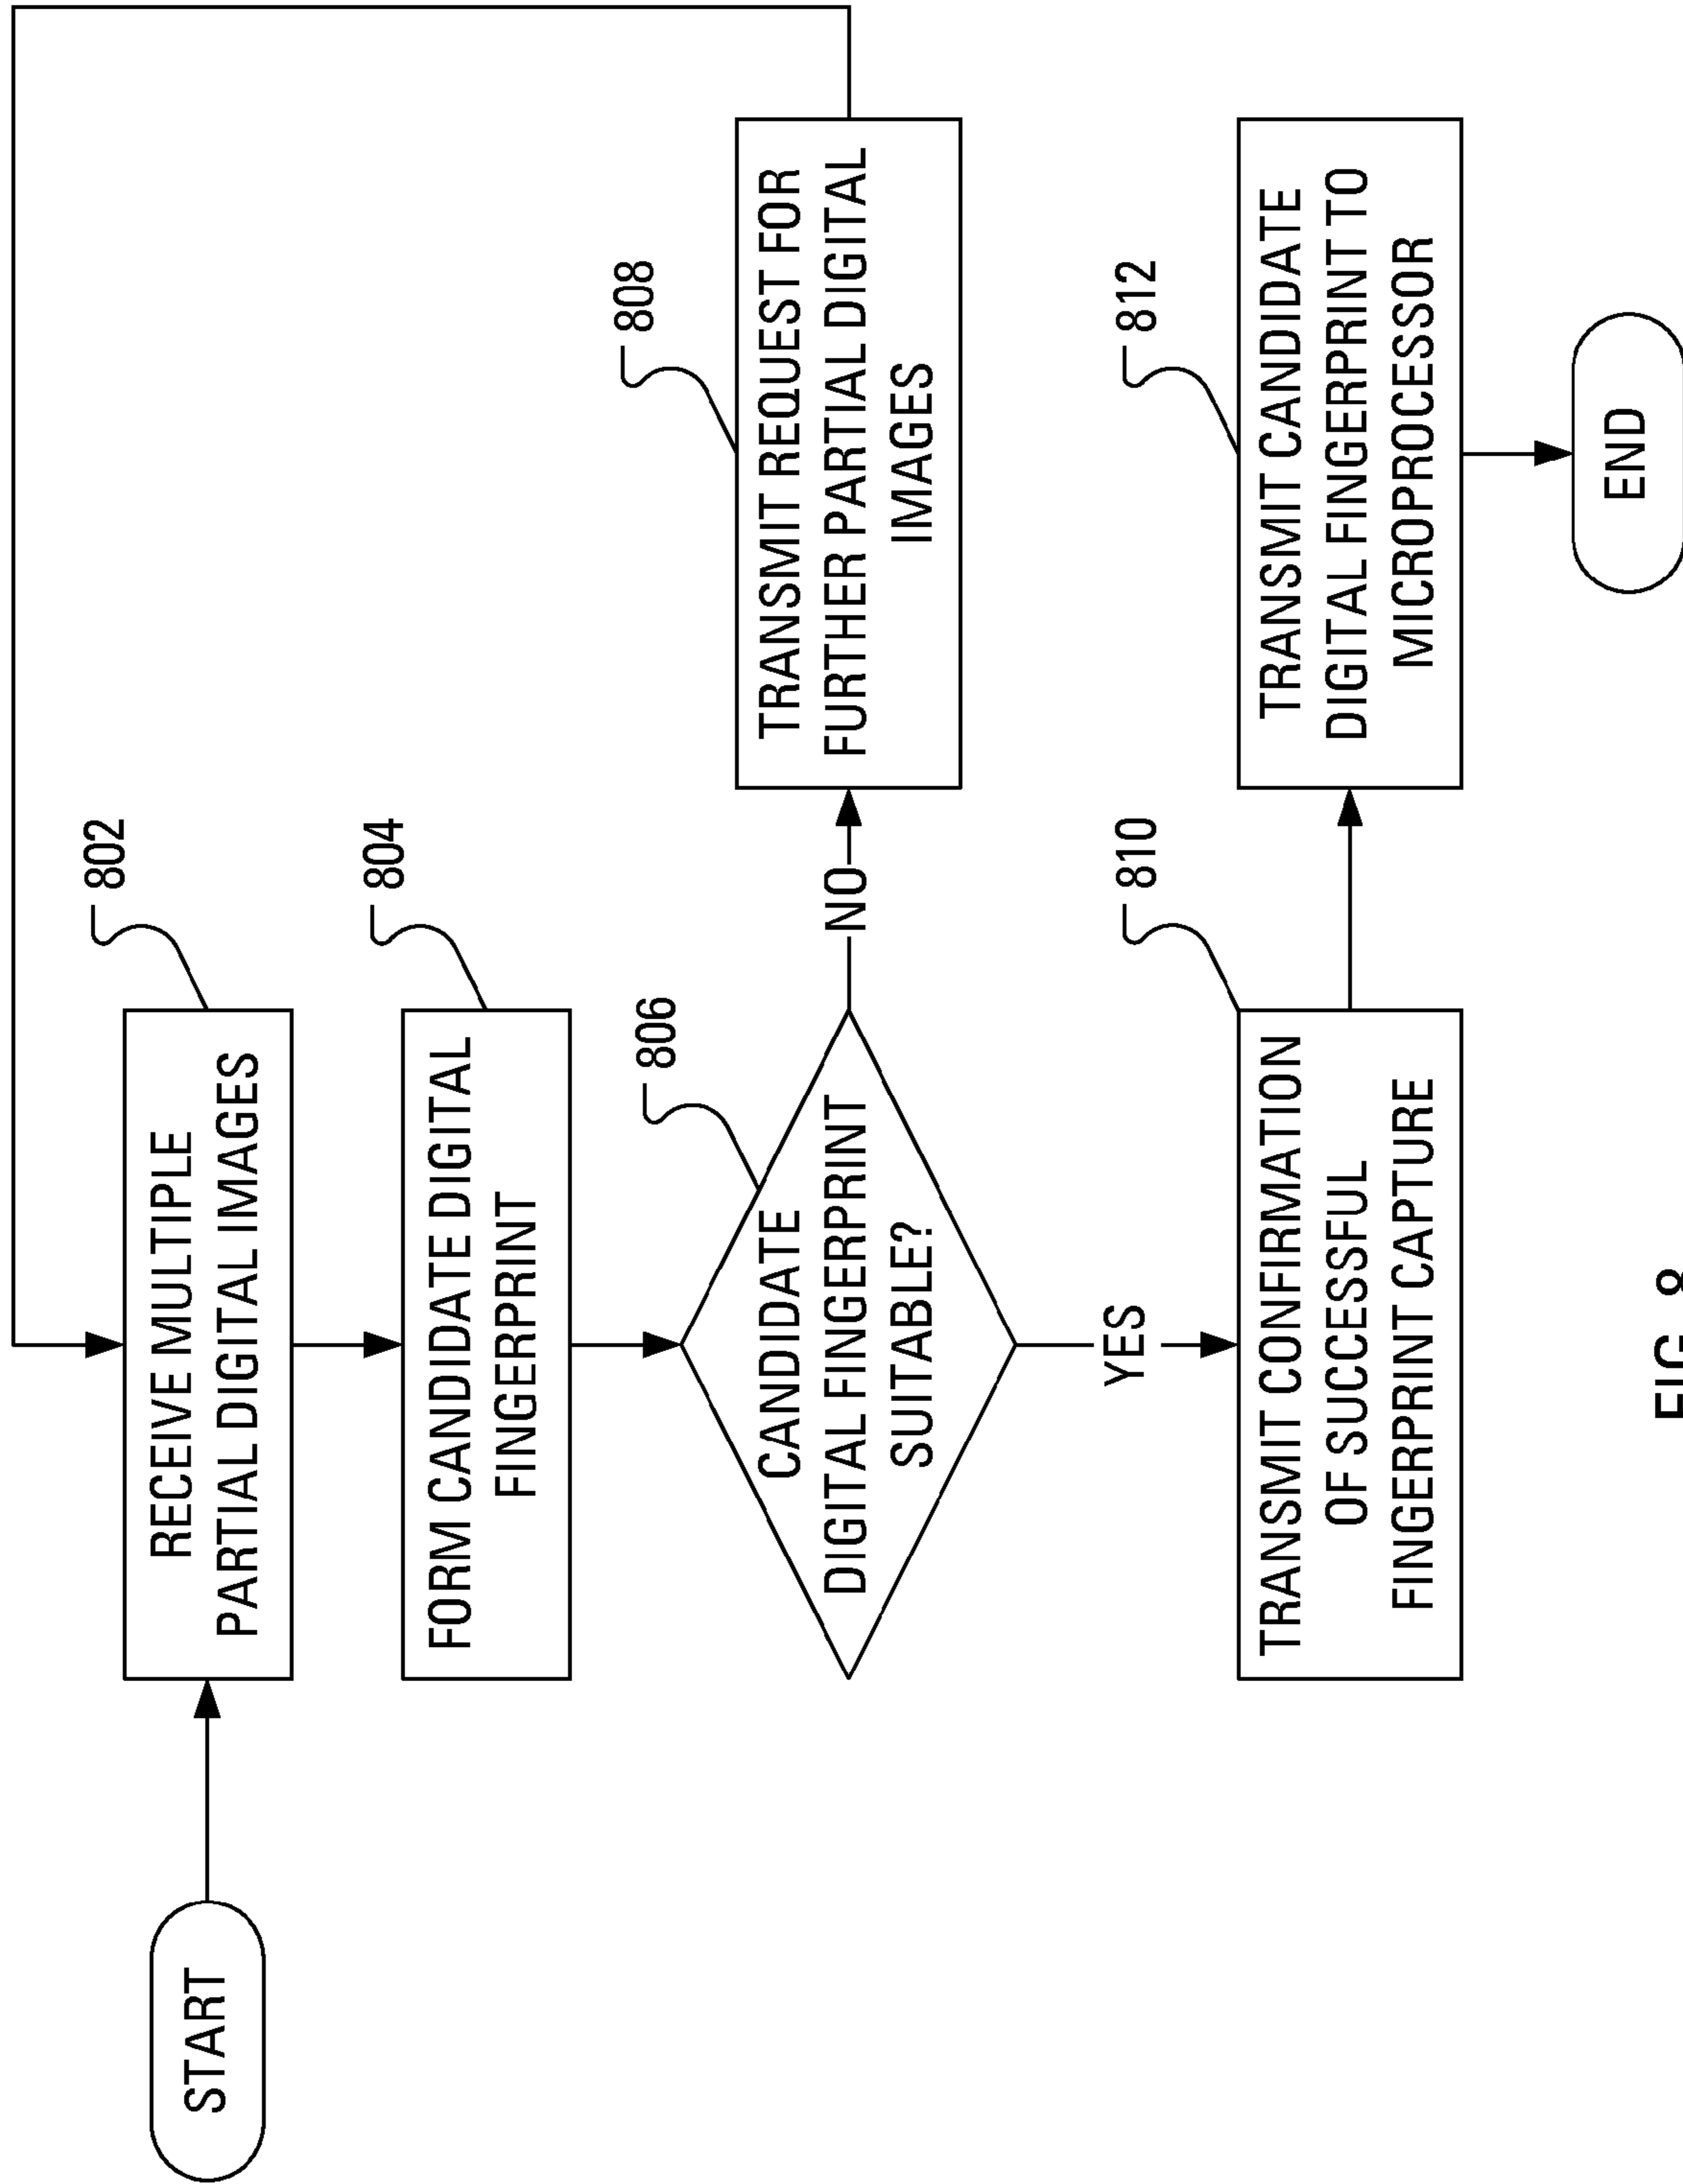 START
802
RECEIVE MULTIPLE
PARTIAL DIGITAL IMAGES
804
FORM CANDIDATE DIGITAL
FINGERPRINT
806
CANDIDATE
DIGITAL FINGERPRINT
SUITABLE?
NO
808
TRANSMIT REQUEST FOR
FURTHER PARTIAL DIGITAL
IMAGES
YES
810
TRANSMIT CONFIRMATION
OF SUCCESSFUL
FINGERPRINT CAPTURE
812
TRANSMIT CANDIDATE
DIGITAL FINGERPRINT TO
MICROPROCESSOR
END
FIG. 8